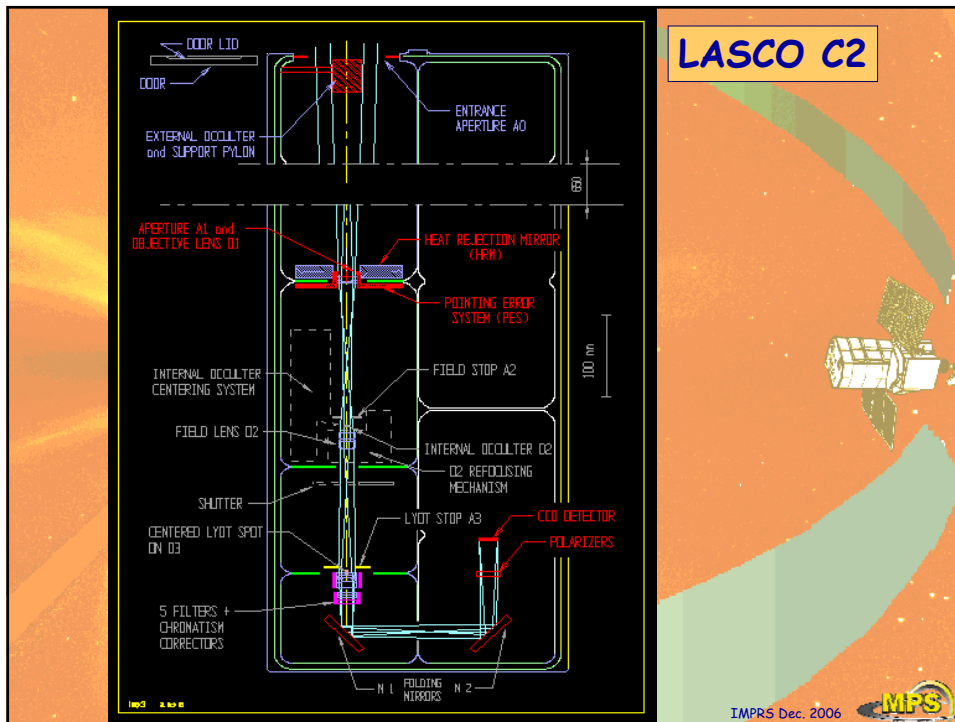 LASCO C2
DOOR LID
DOOR
EXTERNAL OCCULTER
and SUPPORT PYLON
ENTRANCE
APERTURE A0
650
APERTURE A1 and
OBJECTIVE LENS O1
HEAT REJECTION MIRROR
(HRM)
POINTING ERROR
SYSTEM (PES)
100 mm
INTERNAL OCCULTER
CENTERING SYSTEM
FIELD STOP A2
FIELD LENS O2
INTERNAL OCCULTER D2
O2 REFOCUSING
MECHANISM
SHUTTER
LYOT STOP A3
CCD DETECTOR
CENTERED LYOT SPOT
ON O3
POLARIZERS
5 FILTERS +
CHROMATISM
CORRECTORS
N 1 FOLDING N 2
MIRRORS
IMPRS Dec. 2006
MPS